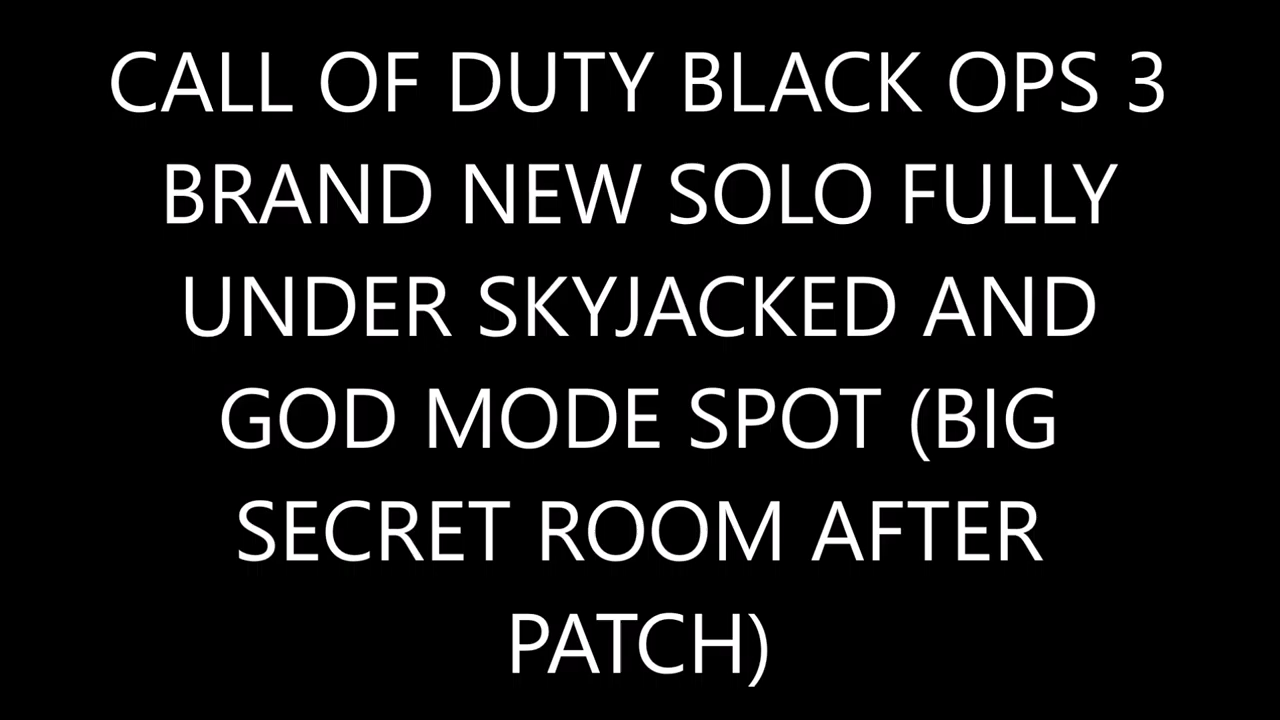 CALL OF DUTY BLACK OPS 3
BRAND NEW SOLO FULLY
UNDER SKYJACKED AND
GOD MODE SPOT (BIG
SECRET ROOM AFTER
PATCH)